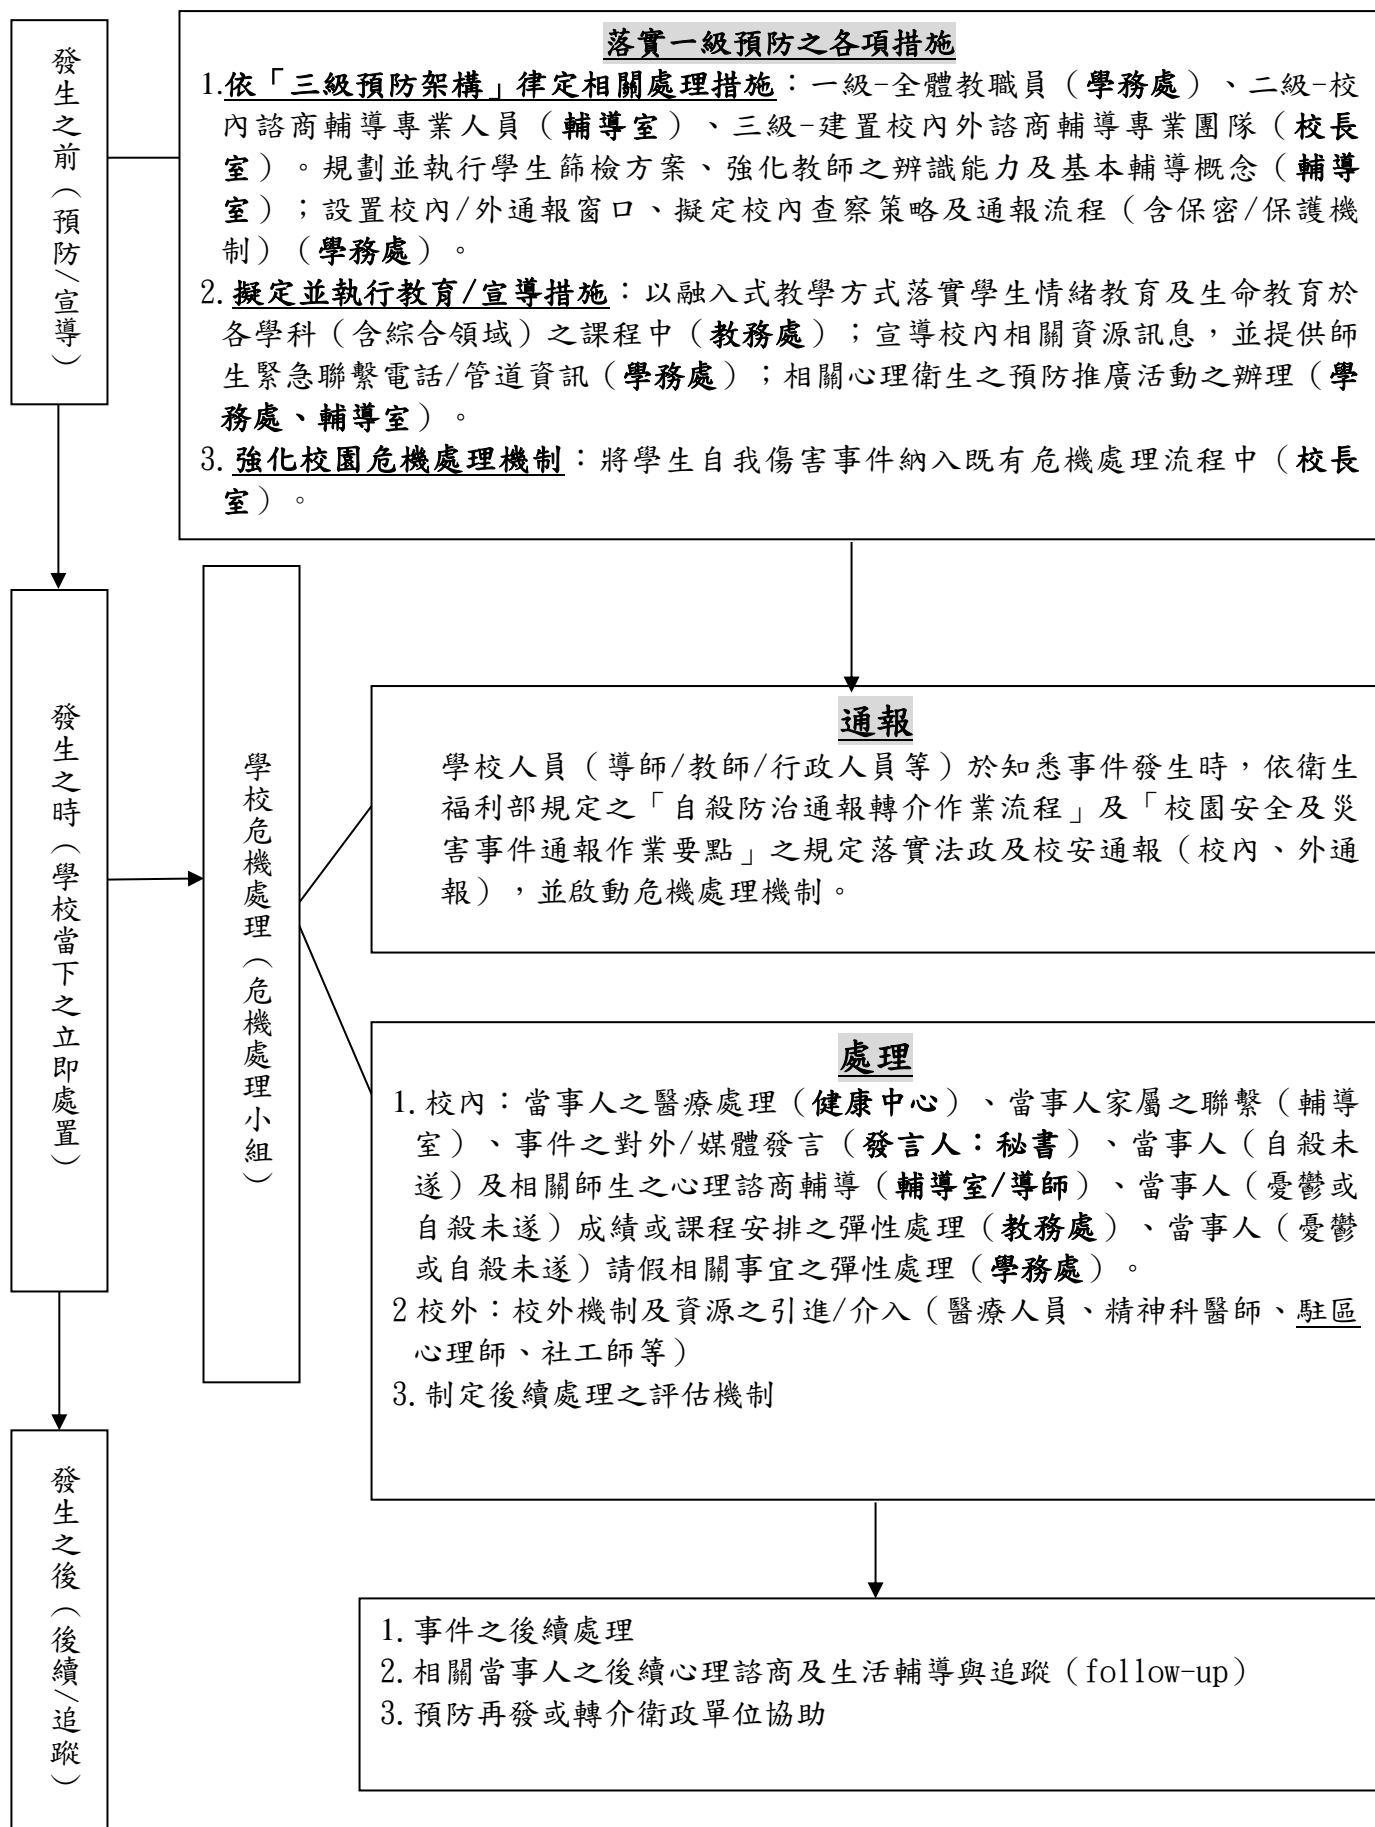 發生之前（預防/宣導）
落實一級預防之各項措施
1.依「三級預防架構」律定相關處理措施：一級-全體教職員（學務處）、二級-校
內諮商輔導專業人員（輔導室）、三級-建置校內外諮商輔導專業團隊（校長
室）。規劃並執行學生篩檢方案、強化教師之辨識能力及基本輔導概念（輔導
室）；設置校內/外通報窗口、擬定校內查察策略及通報流程（含保密/保護機
制）（學務處）。
2.擬定並執行教育/宣導措施：以融入式教學方式落實學生情緒教育及生命教育於
各學科（含綜合領域）之課程中（教務處）；宣導校內相關資源訊息，並提供師
生緊急聯繫電話/管道資訊（學務處）；相關心理衛生之預防推廣活動之辦理（學
務處、輔導室）。
3.強化校園危機處理機制：將學生自我傷害事件納入既有危機處理流程中（校長
室）。
發生之時（學校當下之立即處置）
學校危機處理（危機處理小組）
通報
學校人員（導師/教師/行政人員等）於知悉事件發生時，依衛生
福利部規定之「自殺防治通報轉介作業流程」及「校園安全及災
害事件通報作業要點」之規定落實法政及校安通報（校內、外通
報），並啟動危機處理機制。
處理
1.校內：當事人之醫療處理（健康中心）、當事人家屬之聯繫（輔導
室）、事件之對外/媒體發言（發言人：秘書）、當事人（自殺未
遂）及相關師生之心理諮商輔導（輔導室/導師）、當事人（憂鬱或
自殺未遂）成績或課程安排之彈性處理（教務處）、當事人（憂鬱
或自殺未遂）請假相關事宜之彈性處理（學務處）。
2 校外：校外機制及資源之引進/介入（醫療人員、精神科醫師、駐區
心理師、社工師等）
3.制定後續處理之評估機制
發生之後（後續/追蹤）
1.事件之後續處理
2.相關當事人之後續心理諮商及生活輔導與追蹤（follow-up）
3.預防再發或轉介衛政單位協助